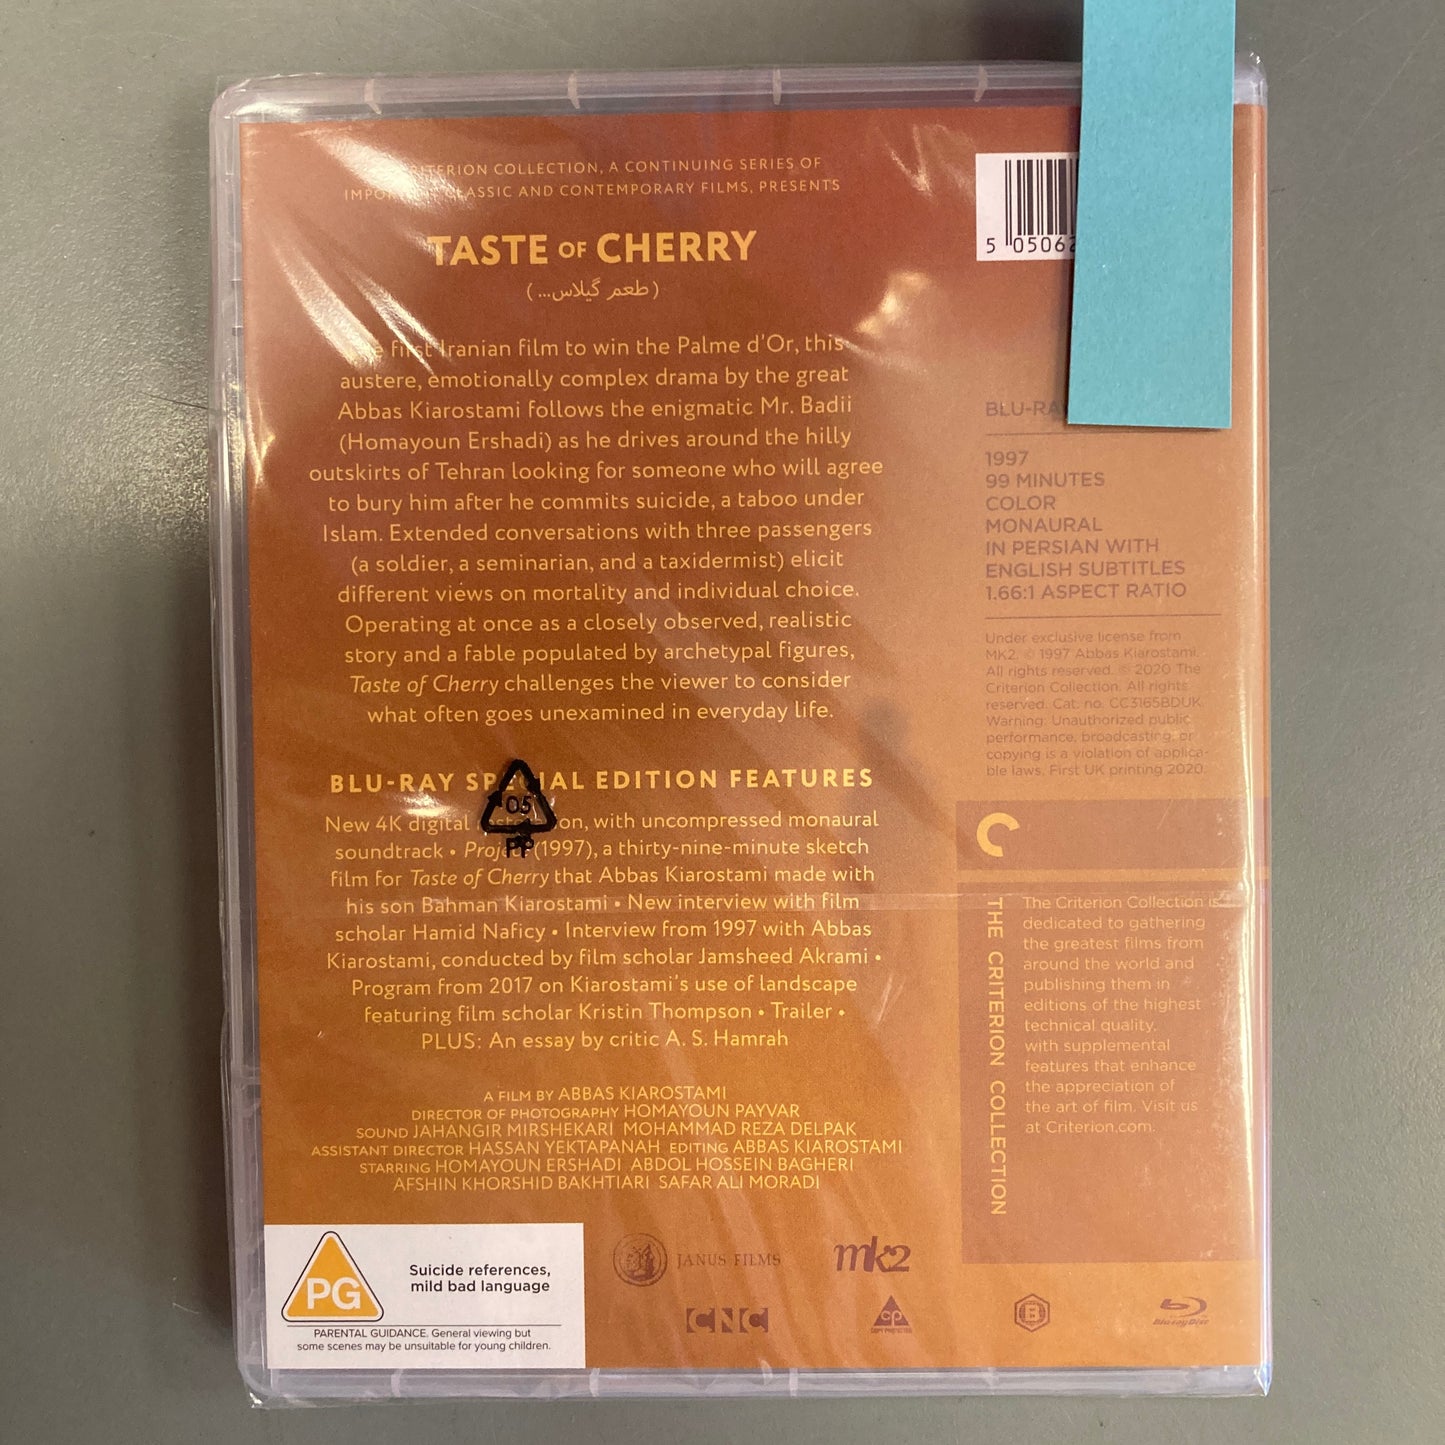 CRITERION COLLECTION, A CONTINUING SERIES OF
CLASSIC AND CONTEMPORARY FILMS, PRESENTS
TASTE OF CHERRY
(طعم گیلاس...)
first Iranian film to win the Palme d'Or, this
austere, emotionally complex drama by the great
Abbas Kiarostami follows the enigmatic Mr. Badii
(Homayoun Ershadi) as he drives around the hilly
outskirts of Tehran looking for someone who will agree
to bury him after he commits suicide, a taboo under
Islam. Extended conversations with three passengers
(a soldier, a seminarian, and a taxidermist) elicit
different views on mortality and individual choice.
Operating at once as a closely observed, realistic
story and a fable populated by archetypal figures,
Taste of Cherry challenges the viewer to consider
what often goes unexamined in everyday life.
BLU-RAY SPECIAL EDITION FEATURES
New 4K digital restoration, with uncompressed monaural
soundtrack • Project (1997), a thirty-nine-minute sketch
film for Taste of Cherry that Abbas Kiarostami made with
his son Bahman Kiarostami • New interview with film
scholar Hamid Naficy • Interview from 1997 with Abbas
Kiarostami, conducted by film scholar Jamsheed Akrami •
Program from 2017 on Kiarostami's use of landscape
featuring film scholar Kristin Thompson • Trailer •
PLUS: An essay by critic A. S. Hamrah
05
PP
A FILM BY ABBAS KIAROSTAMI
DIRECTOR OF PHOTOGRAPHY HOMAYOUN PAYVAR
SOUND JAHANGIR MIRSHEKARI MOHAMMAD REZA DELPAK
ASSISTANT DIRECTOR HASSAN YEKTAPANAH EDITING ABBAS KIAROSTAMI
STARRING HOMAYOUN ERSHADI ABDOL HOSSEIN BAGHERI
AFSHIN KHORSHID BAKHTIARI SAFAR ALI MORADI
PG
Suicide references,
mild bad language
PARENTAL GUIDANCE. General viewing but
some scenes may be unsuitable for young children.
JANUS FILMS
mk2
CNC
CP
COPY PROTECTED
B
Blu-ray Disc
5 05062
BLU-RAY
1997
99 MINUTES
COLOR
MONAURAL
IN PERSIAN WITH
ENGLISH SUBTITLES
1.66:1 ASPECT RATIO
Under exclusive license from
MK2. © 1997 Abbas Kiarostami.
All rights reserved. © 2020 The
Criterion Collection. All rights
reserved. Cat. no. CC3165BDUK.
Warning: Unauthorized public
performance, broadcasting, or
copying is a violation of applica-
ble laws. First UK printing 2020.
THE CRITERION COLLECTION
The Criterion Collection is
dedicated to gathering
the greatest films from
around the world and
publishing them in
editions of the highest
technical quality,
with supplemental
features that enhance
the appreciation of
the art of film. Visit us
at Criterion.com.